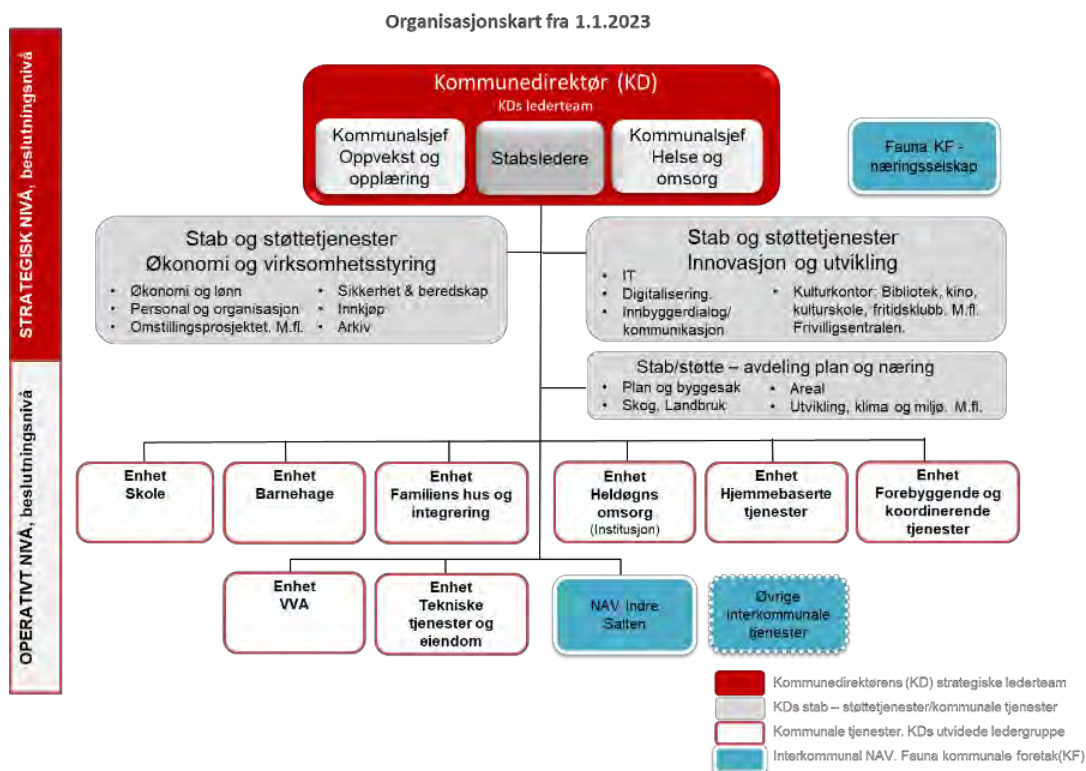 Organisasjonskart fra 1.1.2023
STRATEGISK NIVÅ, beslutningsnivå
Kommunedirektør (KD)
KDs lederteam
Kommunalsjef
Oppvekst og
opplæring
Stabsledere
Kommunalsjef
Helse og
omsorg
Fauna KF -
næringsselskap
Stab og støttetjenester
Økonomi og virksomhetsstyring
• Økonomi og lønn
• Personal og organisasjon
• Omstillingsprosjektet. M.fl.
• Sikkerhet & beredskap
• Innkjøp
• Arkiv
Stab og støttetjenester
Innovasjon og utvikling
• IT
• Digitalisering.
• Innbyggerdialog/
kommunikasjon
• Kulturkontor: Bibliotek, kino,
kulturskole, fritidsklubb. M.fl.
Frivilligsentralen.
OPERATIVT NIVÅ, beslutningsnivå
Stab/støtte – avdeling plan og næring
• Plan og byggesak
• Skog, Landbruk
• Areal
• Utvikling, klima og miljø. M.fl.
Enhet
Skole
Enhet
Barnehage
Enhet
Familiens hus og
integrering
Enhet
Heldøgns
omsorg
(Institusjon)
Enhet
Hjemmebaserte
tjenester
Enhet
Forebyggende og
koordinerende
tjenester
Enhet
VVA
Enhet
Tekniske
tjenester og
eiendom
NAV Indre
Salten
Øvrige
interkommunale
tjenester
Kommunedirektørens (KD) strategiske lederteam
KDs stab – støttetjenester/kommunale tjenester
Kommunale tjenester. KDs utvidede ledergruppe
Interkommunal NAV. Fauna kommunale foretak(KF)